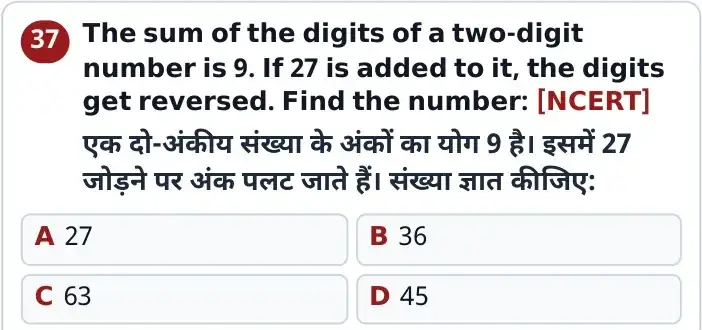 37 The sum of the digits of a two-digit
number is 9. If 27 is added to it, the digits
get reversed. Find the number: [NCERT]
एक दो-अंकीय संख्या के अंकों का योग 9 है। इसमें 27
जोड़ने पर अंक पलट जाते हैं। संख्या ज्ञात कीजिए:
A 27
B 36
C 63
D 45